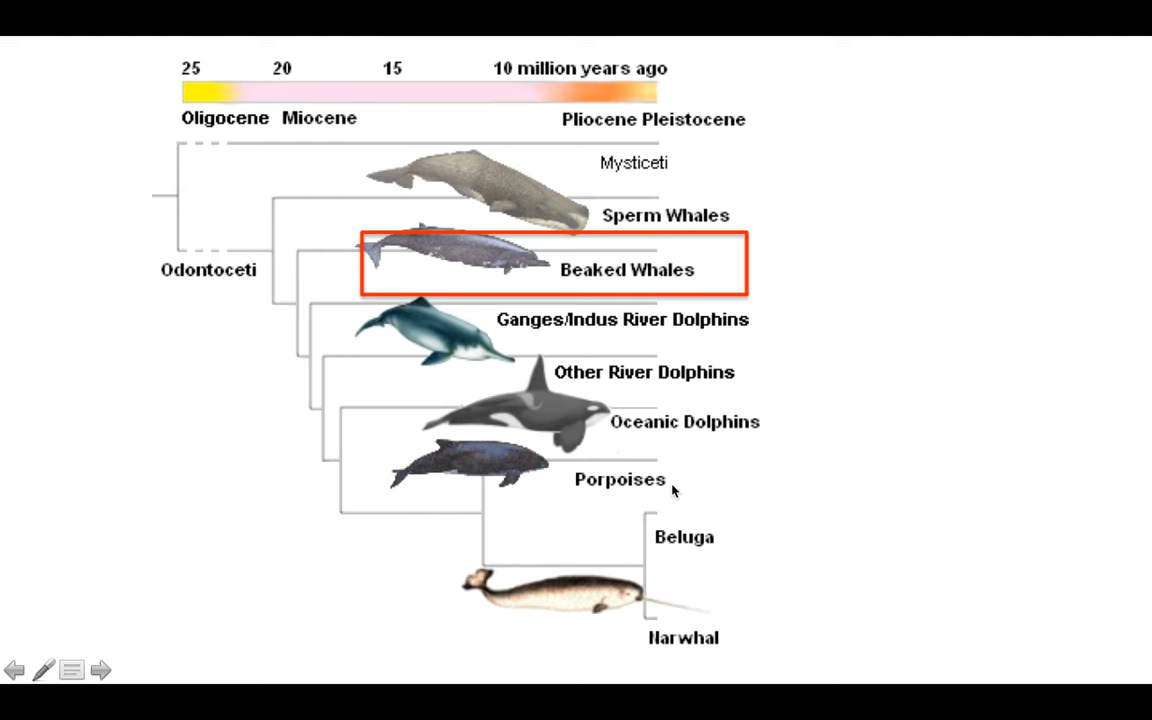 25 20 15 10 million years ago
Oligocene Miocene Pliocene Pleistocene
Mysticeti
Sperm Whales
Odontoceti Beaked Whales
Ganges/Indus River Dolphins
Other River Dolphins
Oceanic Dolphins
Porpoises
Beluga
Narwhal